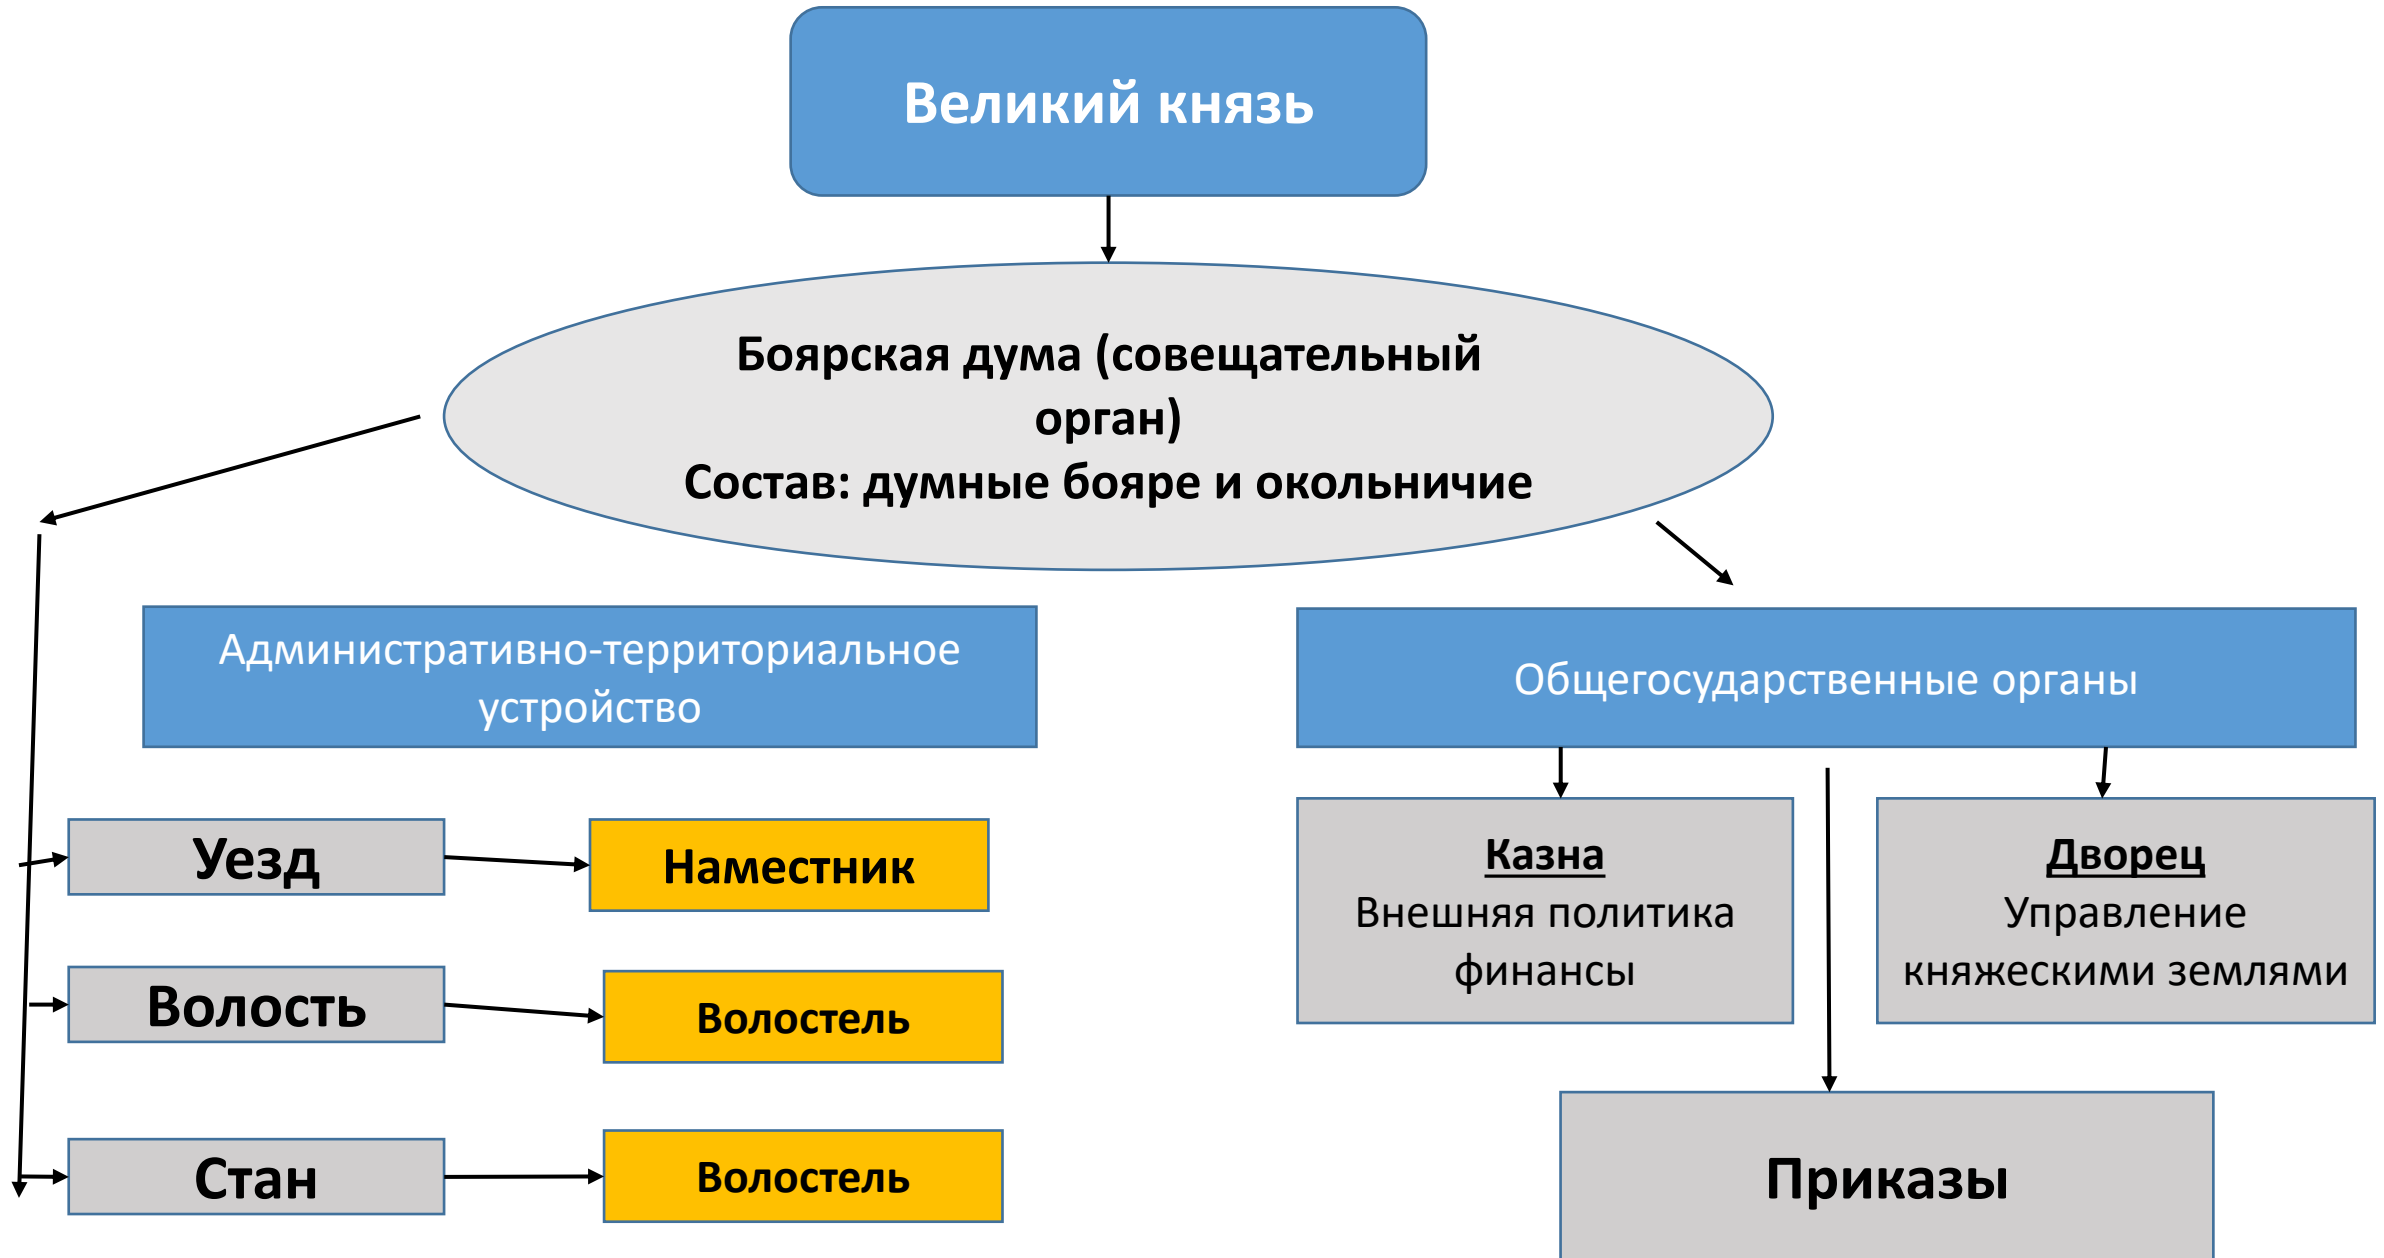 Великий князь
Боярская дума (совещательный
орган)
Состав: думные бояре и окольничие
Административно-территориальное
устройство
Общегосударственные органы
Уезд
Наместник
Волость
Волостель
Стан
Волостель
Казна
Внешняя политика
финансы
Дворец
Управление
княжескими землями
Приказы